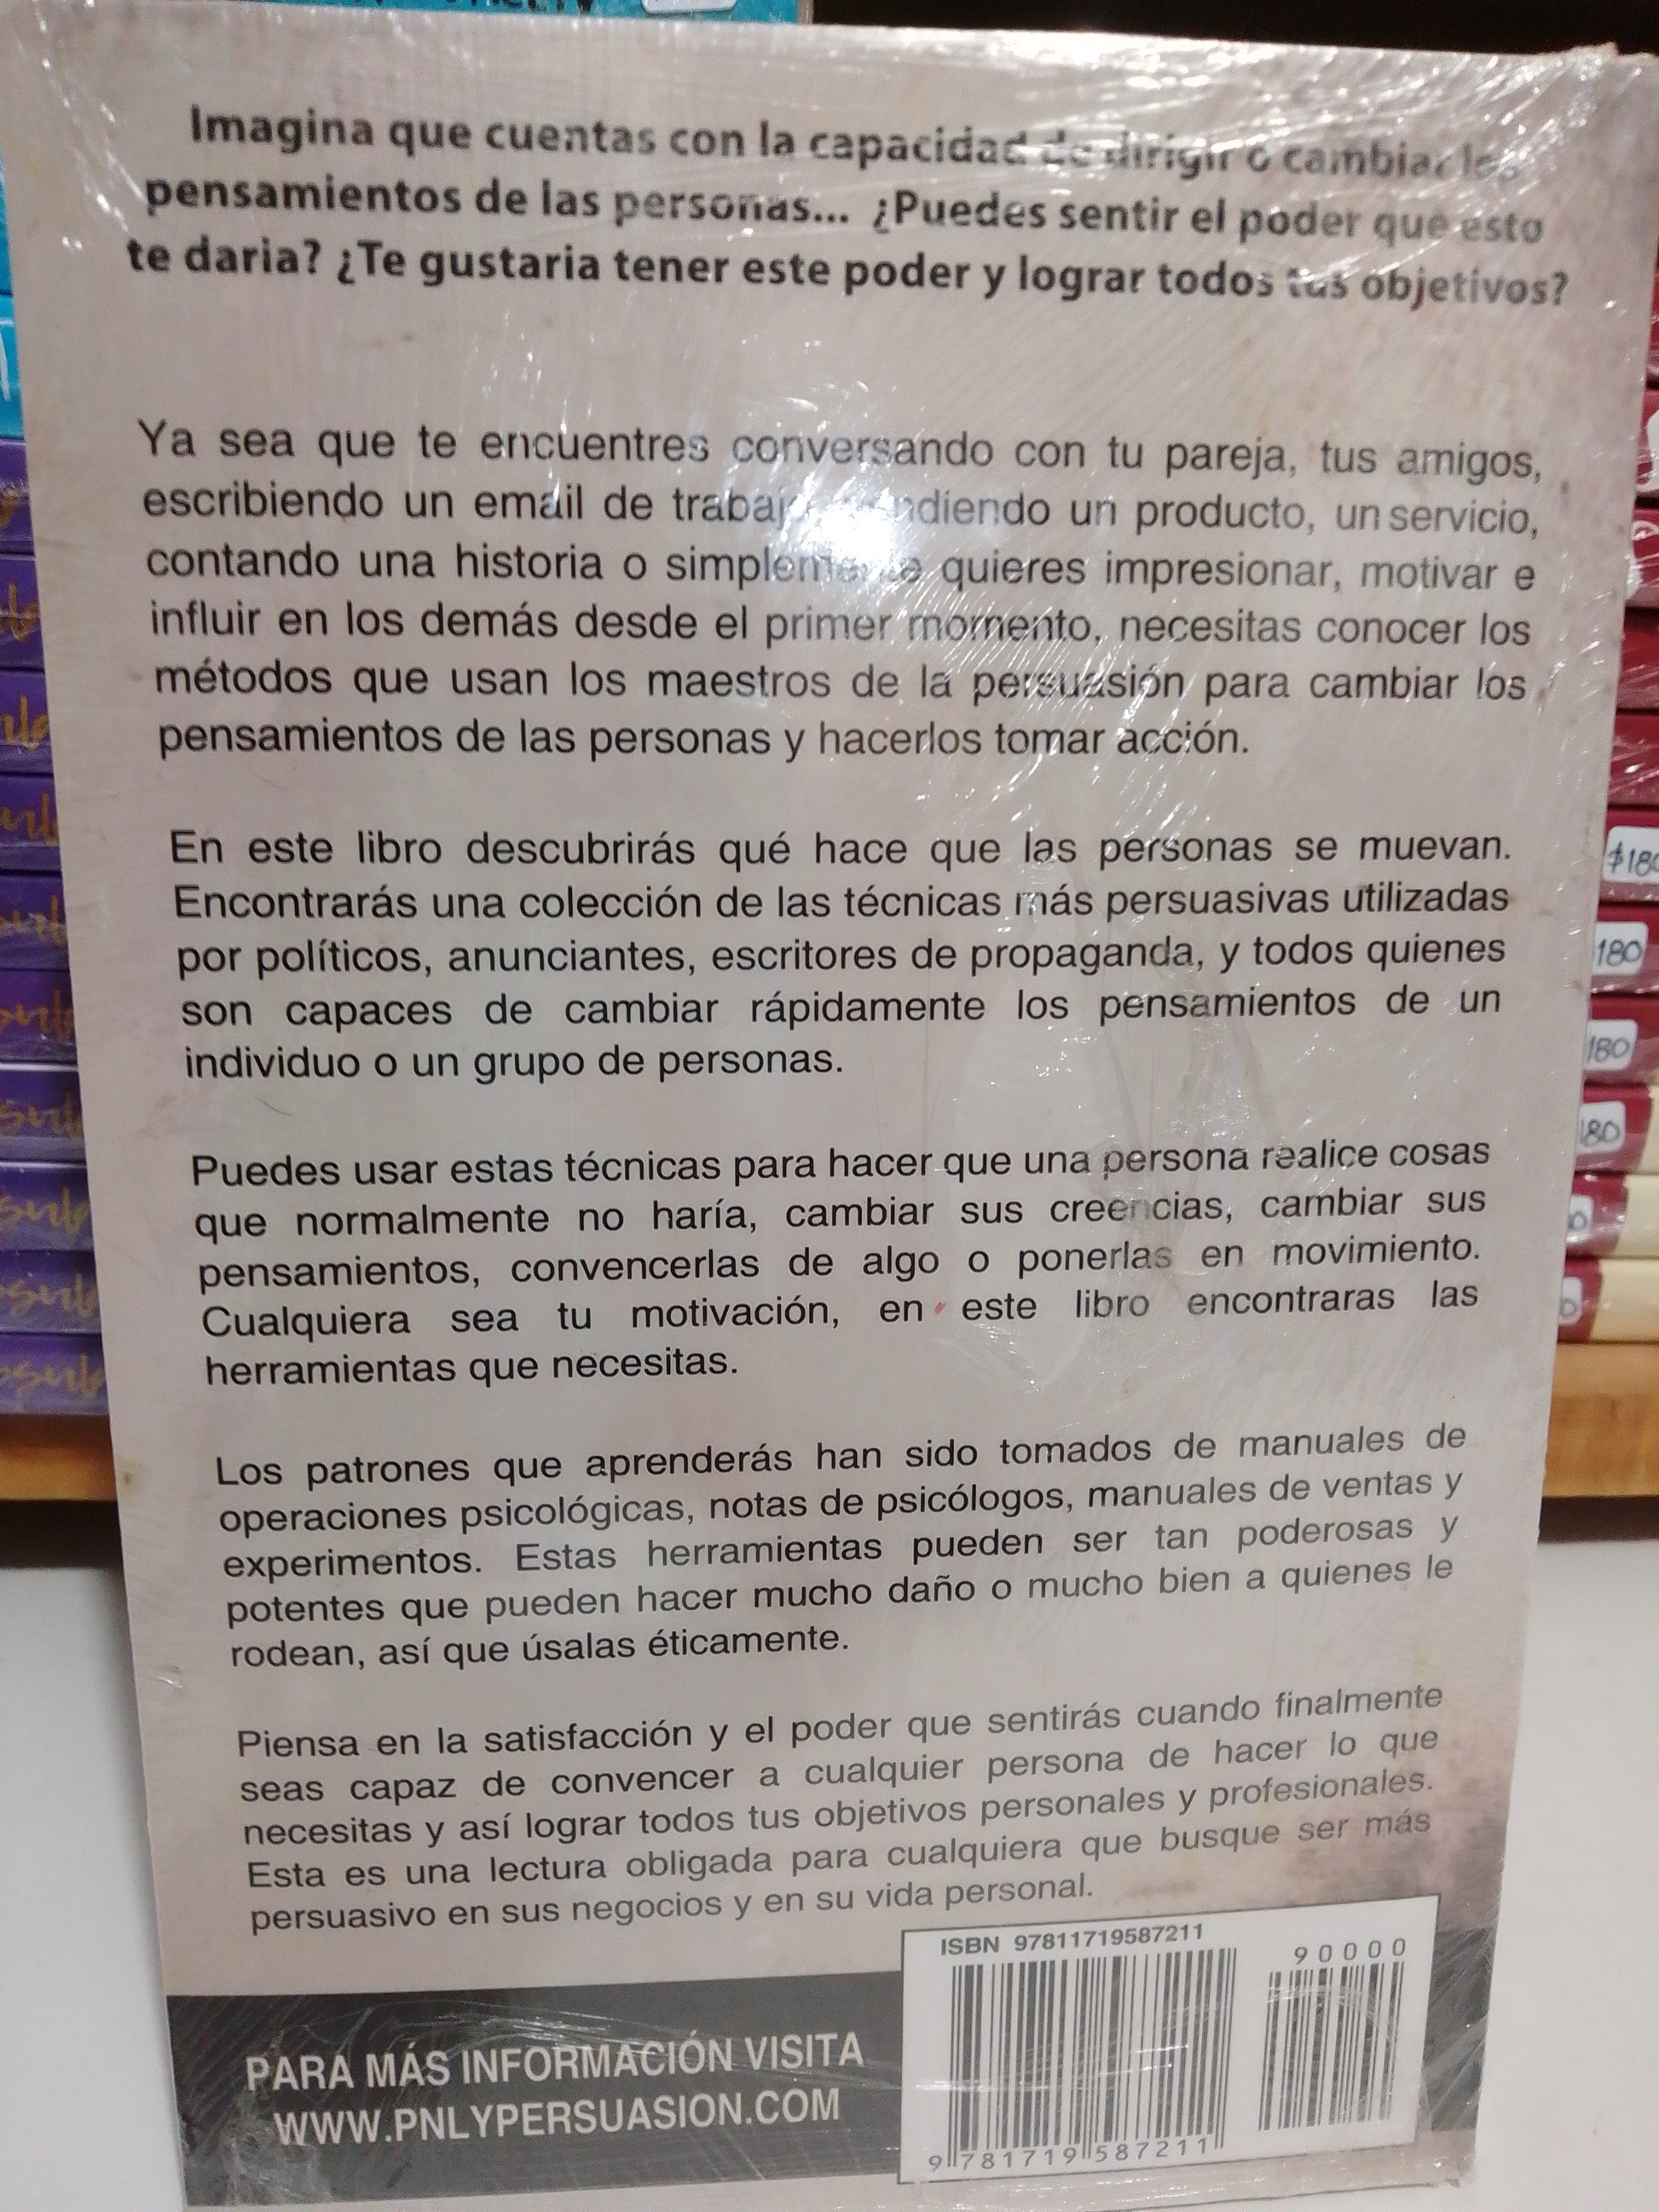 Imagina que cuentas con la capacidad de dirigir o cambiar los
pensamientos de las personas... ¿Puedes sentir el poder que esto
te daria? ¿Te gustaria tener este poder y lograr todos tus objetivos?
Ya sea que te encuentres conversando con tu pareja, tus amigos,
escribiendo un email de trabajo, vendiendo un producto, un servicio,
contando una historia o simplemente quieres impresionar, motivar e
influir en los demás desde el primer momento, necesitas conocer los
métodos que usan los maestros de la persuasión para cambiar los
pensamientos de las personas y hacerlos tomar acción.
En este libro descubrirás qué hace que las personas se muevan.
Encontrarás una colección de las técnicas más persuasivas utilizadas
por políticos, anunciantes, escritores de propaganda, y todos quienes
son capaces de cambiar rápidamente los pensamientos de un
individuo o un grupo de personas.
Puedes usar estas técnicas para hacer que una persona realice cosas
que normalmente no haría, cambiar sus creencias, cambiar sus
pensamientos, convencerlas de algo o ponerlas en movimiento.
Cualquiera sea tu motivación, en este libro encontraras las
herramientas que necesitas.
Los patrones que aprenderás han sido tomados de manuales de
operaciones psicológicas, notas de psicólogos, manuales de ventas y
experimentos. Estas herramientas pueden ser tan poderosas y
potentes que pueden hacer mucho daño o mucho bien a quienes le
rodean, así que úsalas éticamente.
Piensa en la satisfacción y el poder que sentirás cuando finalmente
seas capaz de convencer a cualquier persona de hacer lo que
necesitas y así lograr todos tus objetivos personales y profesionales.
Esta es una lectura obligada para cualquiera que busque ser más
persuasivo en sus negocios y en su vida personal.
ISBN 97811719587211
90000
9 781719 587211
PARA MÁS INFORMACIÓN VISITA
WWW.PNLYPERSUASION.COM
$180
180
180
180